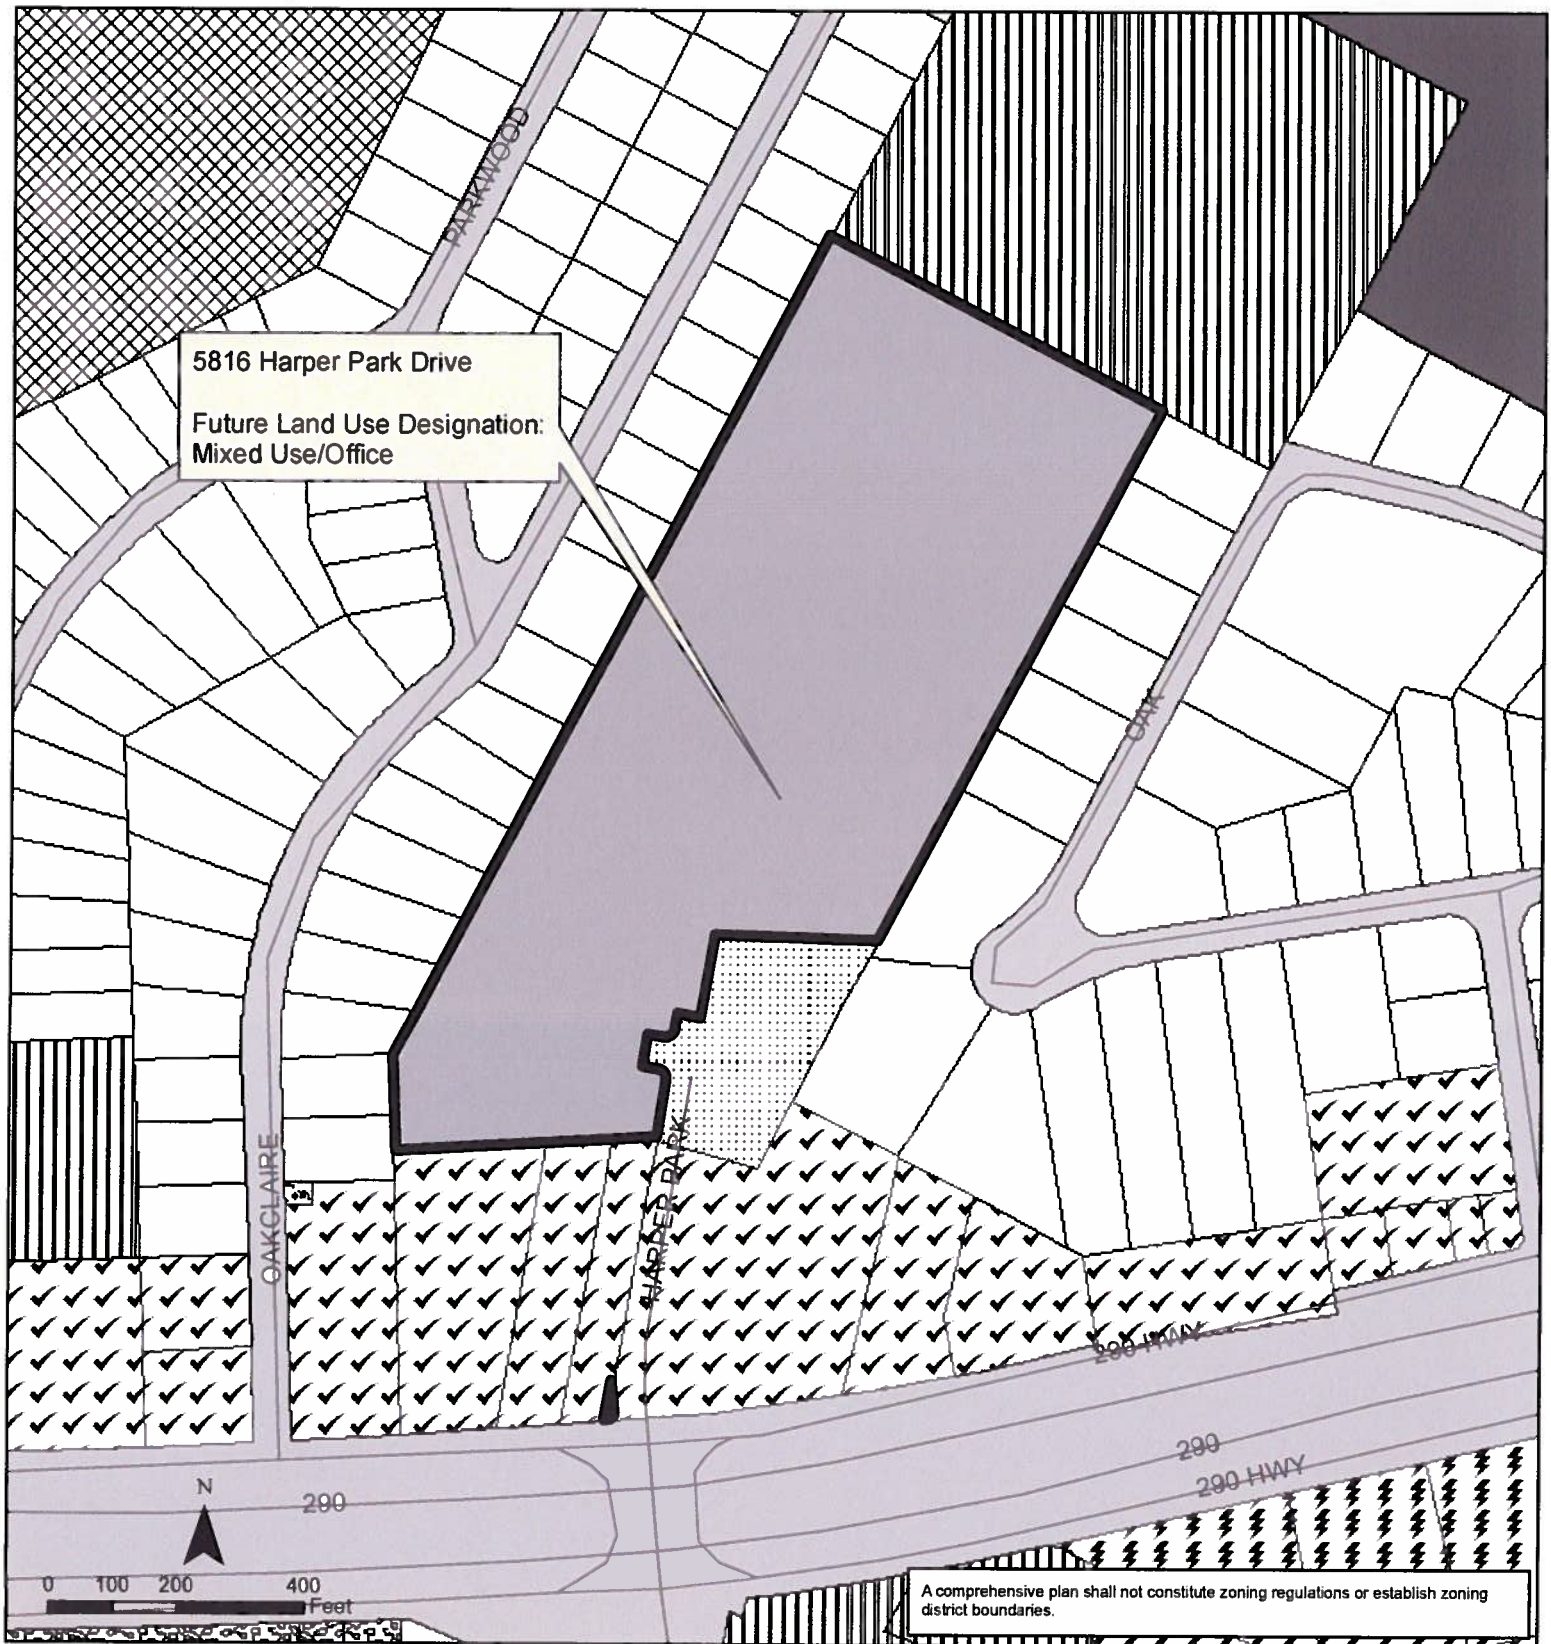 PARKWOOD
5816 Harper Park Drive
Future Land Use Designation:
Mixed Use/Office
OAK
OAKCLAIRE
HARPER PARK
290 HWY
290
290 HWY
N
290
0 100 200 400
Feet
A comprehensive plan shall not constitute zoning regulations or establish zoning
district boundaries.